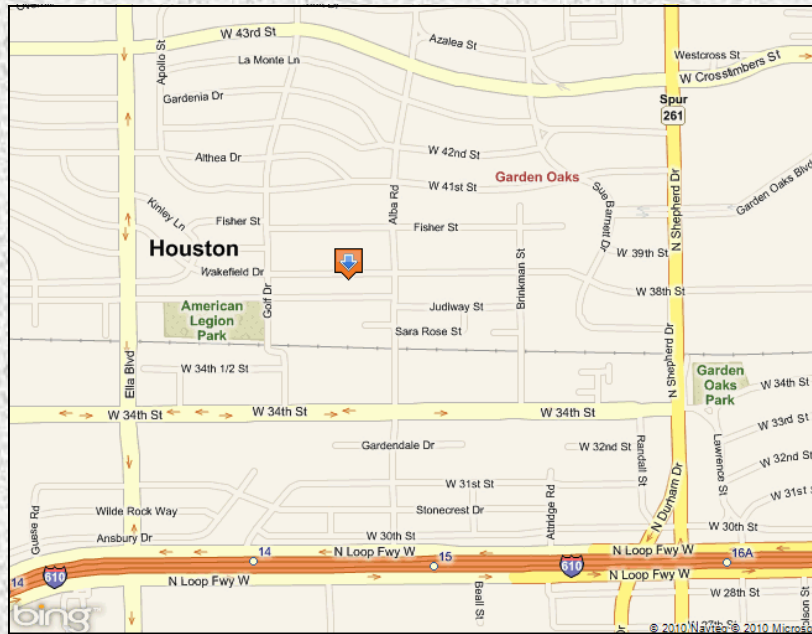 W 43rd St
Azalea St
Westcross St
W Crosstimbers St
Apollo St
La Monte Ln
Gardenia Dr
Spur
261
W 42nd St
Althea Dr
W 41st St
Garden Oaks
Sue Barnett Dr
N Shepherd Dr
Garden Oaks Blvd
Kinley Ln
Fisher St
Alba Rd
Fisher St
Houston
W 39th St
Wakefield Dr
Brinkman St
W 38th St
Golf Dr
American
Legion
Park
Judiway St
Sara Rose St
N Shepherd Dr
Ella Blvd
W 34th 1/2 St
Garden
Oaks
Park
W 34th St
W 34th St
W 34th St
W 34th St
W 33rd St
Gardendale Dr
W 32nd St
Randall St
Lawrence St
W 32nd St
W 31st St
W 31st St
Attridge Rd
N Durham Dr
Guese Rd
Wilde Rock Way
Stonecrest Dr
W 30th St
Ansbury Dr
W 30th St
14
N Loop Fwy W
15
N Loop Fwy W
16A
14
610
610
N Loop Fwy W
N Loop Fwy W
Beall St
W 28th St
W 27th St
bing
© 2010 Navteq © 2010 Microso